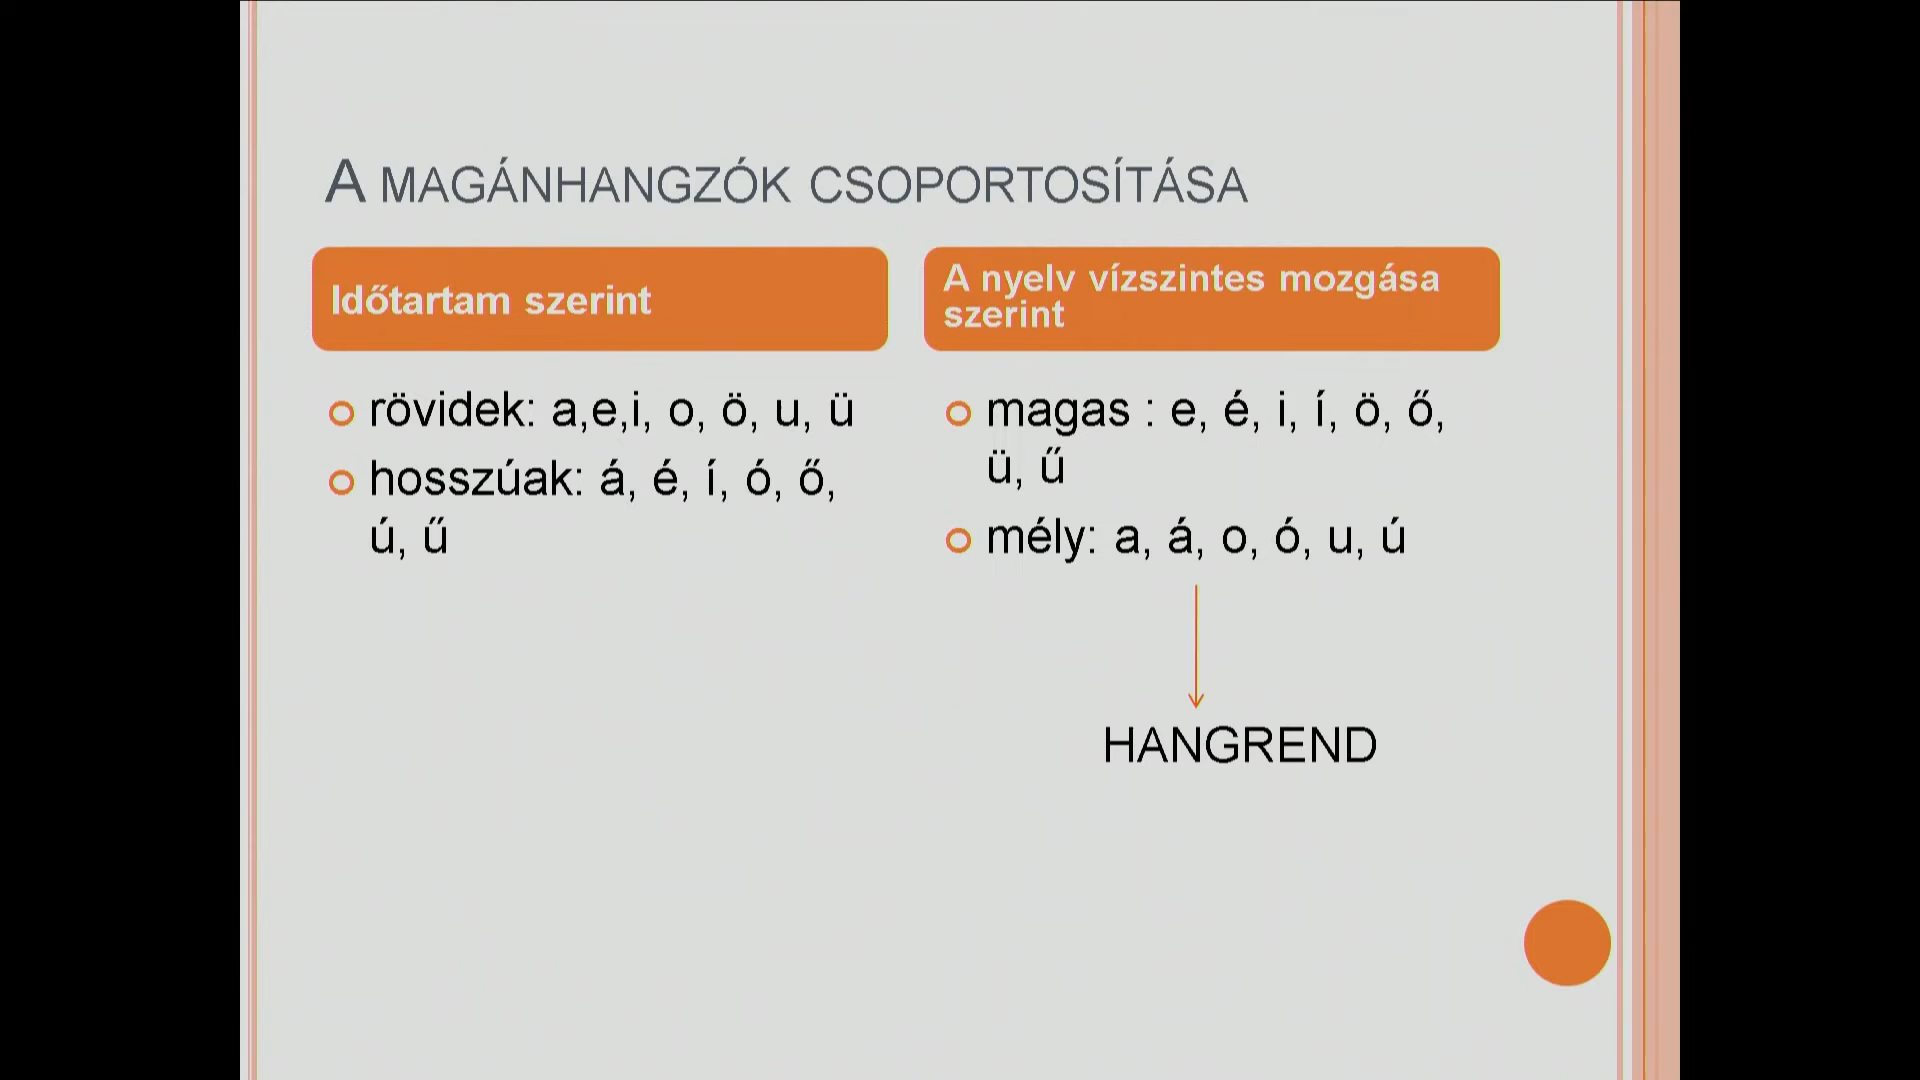 A MAGÁNHANGZÓK CSOPORTOSÍTÁSA
Időtartam szerint
rövidek: a,e,i, o, ö, u, ü
hosszúak: á, é, í, ó, ő,
ú, ű
A nyelv vízszintes mozgása
szerint
magas : e, é, i, í, ö, ő,
ü, ű
mély: a, á, o, ó, u, ú
HANGREND